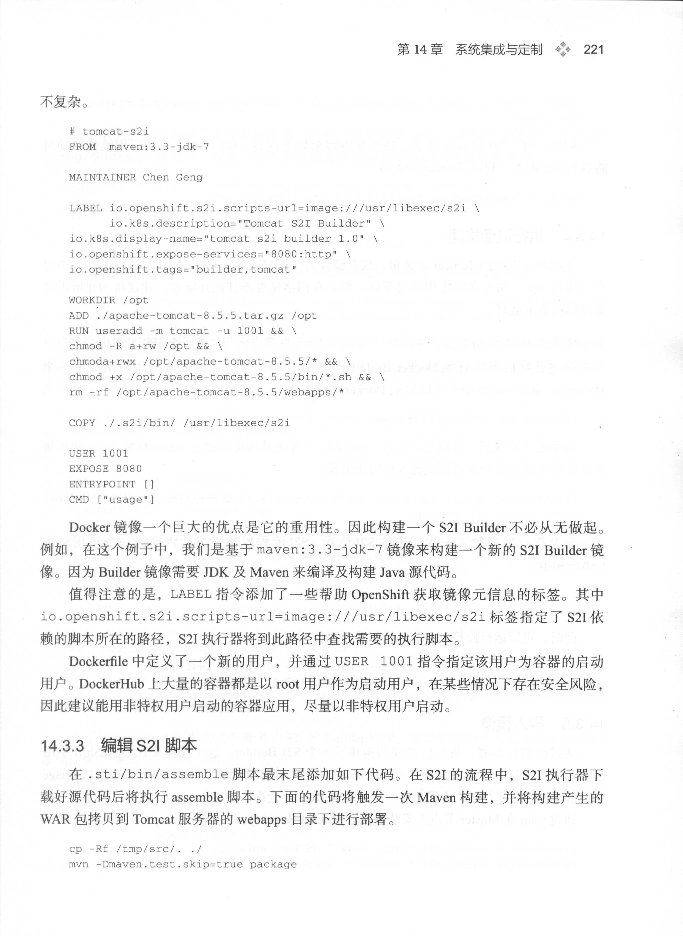 第 14 章 系统集成与定制 221
不复杂。
# tomcat-s2i
FROM maven:3.3-jdk-7
MAINTAINER Chen Geng
LABEL io.openshift.s2i.scripts-url=image:///usr/libexec/s2i \
io.k8s.description="Tomcat S2I Builder" \
io.k8s.display-name="tomcat s2i builder 1.0" \
io.openshift.expose-services="8080:http" \
io.openshift.tags="builder,tomcat"
WORKDIR /opt
ADD ./apache-tomcat-8.5.5.tar.gz /opt
RUN useradd -m tomcat -u 1001 && \
chmod -R a+rw /opt && \
chmoda+rwx /opt/apache-tomcat-8.5.5/* && \
chmod +x /opt/apache-tomcat-8.5.5/bin/*.sh && \
rm -rf /opt/apache-tomcat-8.5.5/webapps/*
COPY ./.s2i/bin/ /usr/libexec/s2i
USER 1001
EXPOSE 8080
ENTRYPOINT []
CMD ["usage"]
Docker 镜像一个巨大的优点是它的重用性。因此构建一个 S2I Builder 不必从无做起。
例如，在这个例子中，我们是基于 maven:3.3-jdk-7 镜像来构建一个新的 S2I Builder 镜
像。因为 Builder 镜像需要 JDK 及 Maven 来编译及构建 Java 源代码。
值得注意的是，LABEL 指令添加了一些帮助 OpenShift 获取镜像元信息的标签。其中
io.openshift.s2i.scripts-url=image:///usr/libexec/s2i 标签指定了 S2I 依
赖的脚本所在的路径，S2I 执行器将到此路径中查找需要的执行脚本。
Dockerfile 中定义了一个新的用户，并通过 USER 1001 指令指定该用户为容器的启动
用户。DockerHub 上大量的容器都是以 root 用户作为启动用户，在某些情况下存在安全风险，
因此建议能用非特权用户启动的容器应用，尽量以非特权用户启动。
14.3.3 编辑 S2I 脚本
在 .sti/bin/assemble 脚本最末尾添加如下代码。在 S2I 的流程中，S2I 执行器下
载好源代码后将执行 assemble 脚本。下面的代码将触发一次 Maven 构建，并将构建产生的
WAR 包拷贝到 Tomcat 服务器的 webapps 目录下进行部署。
cp -Rf /tmp/src/. ./
mvn -Dmaven.test.skip=true package